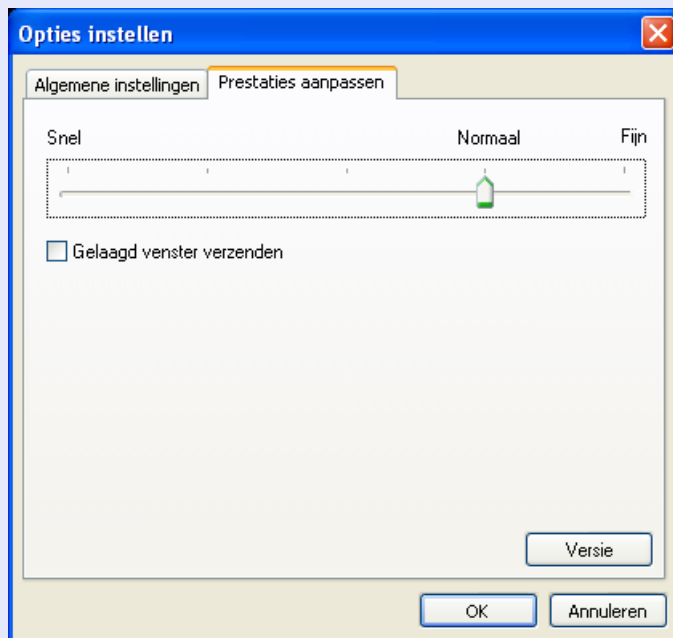 Opties instellen
Algemene instellingen Prestaties aanpassen
Snel Normaal Fijn
Gelaagd venster verzenden
Versie
OK Annuleren